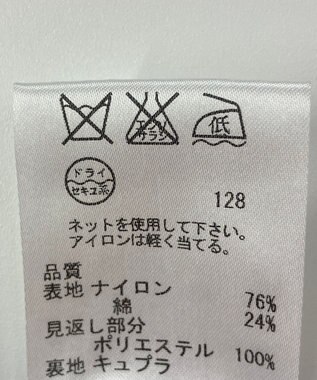 エンソ
サラシ
低
ドライ
セキユ系
128
ネットを使用して下さい。
アイロンは軽く当てる。
品質
表地 ナイロン 76%
綿 24%
見返し部分
ポリエステル 100%
裏地 キュプラ